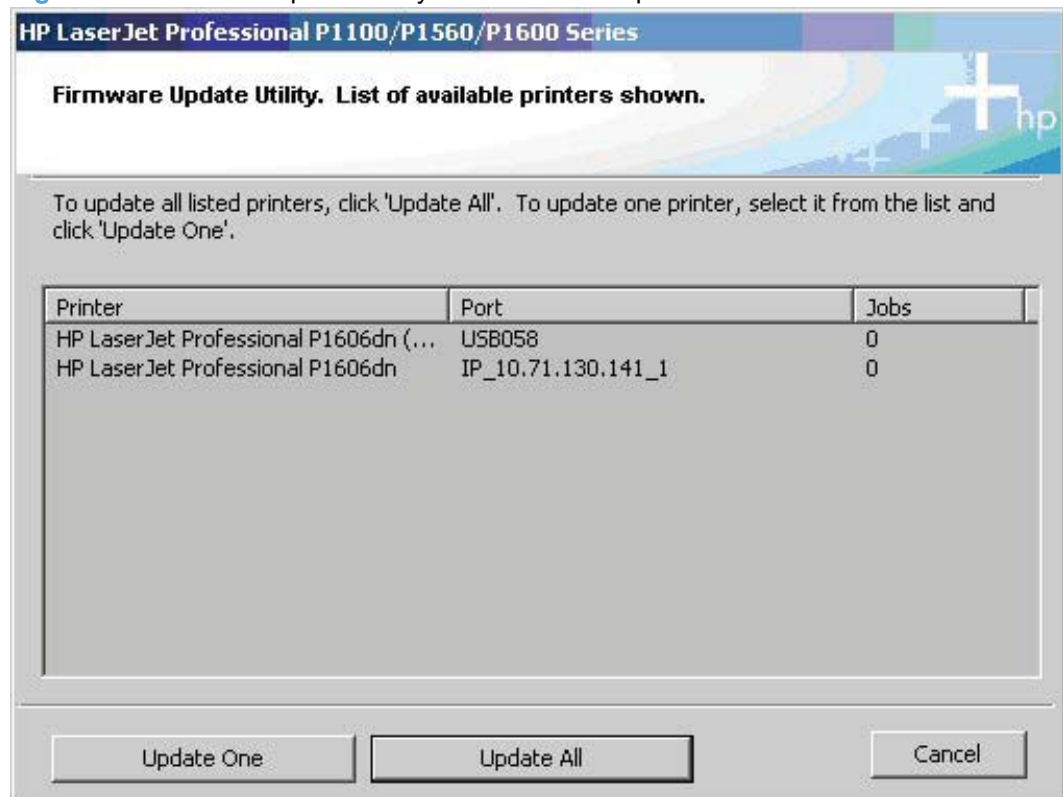 HP LaserJet Professional P1100/P1560/P1600 Series
Firmware Update Utility. List of available printers shown.
hp
To update all listed printers, click 'Update All'. To update one printer, select it from the list and
click 'Update One'.
Printer Port Jobs
HP LaserJet Professional P1606dn (... USB058 0
HP LaserJet Professional P1606dn IP_10.71.130.141_1 0
Update One Update All Cancel